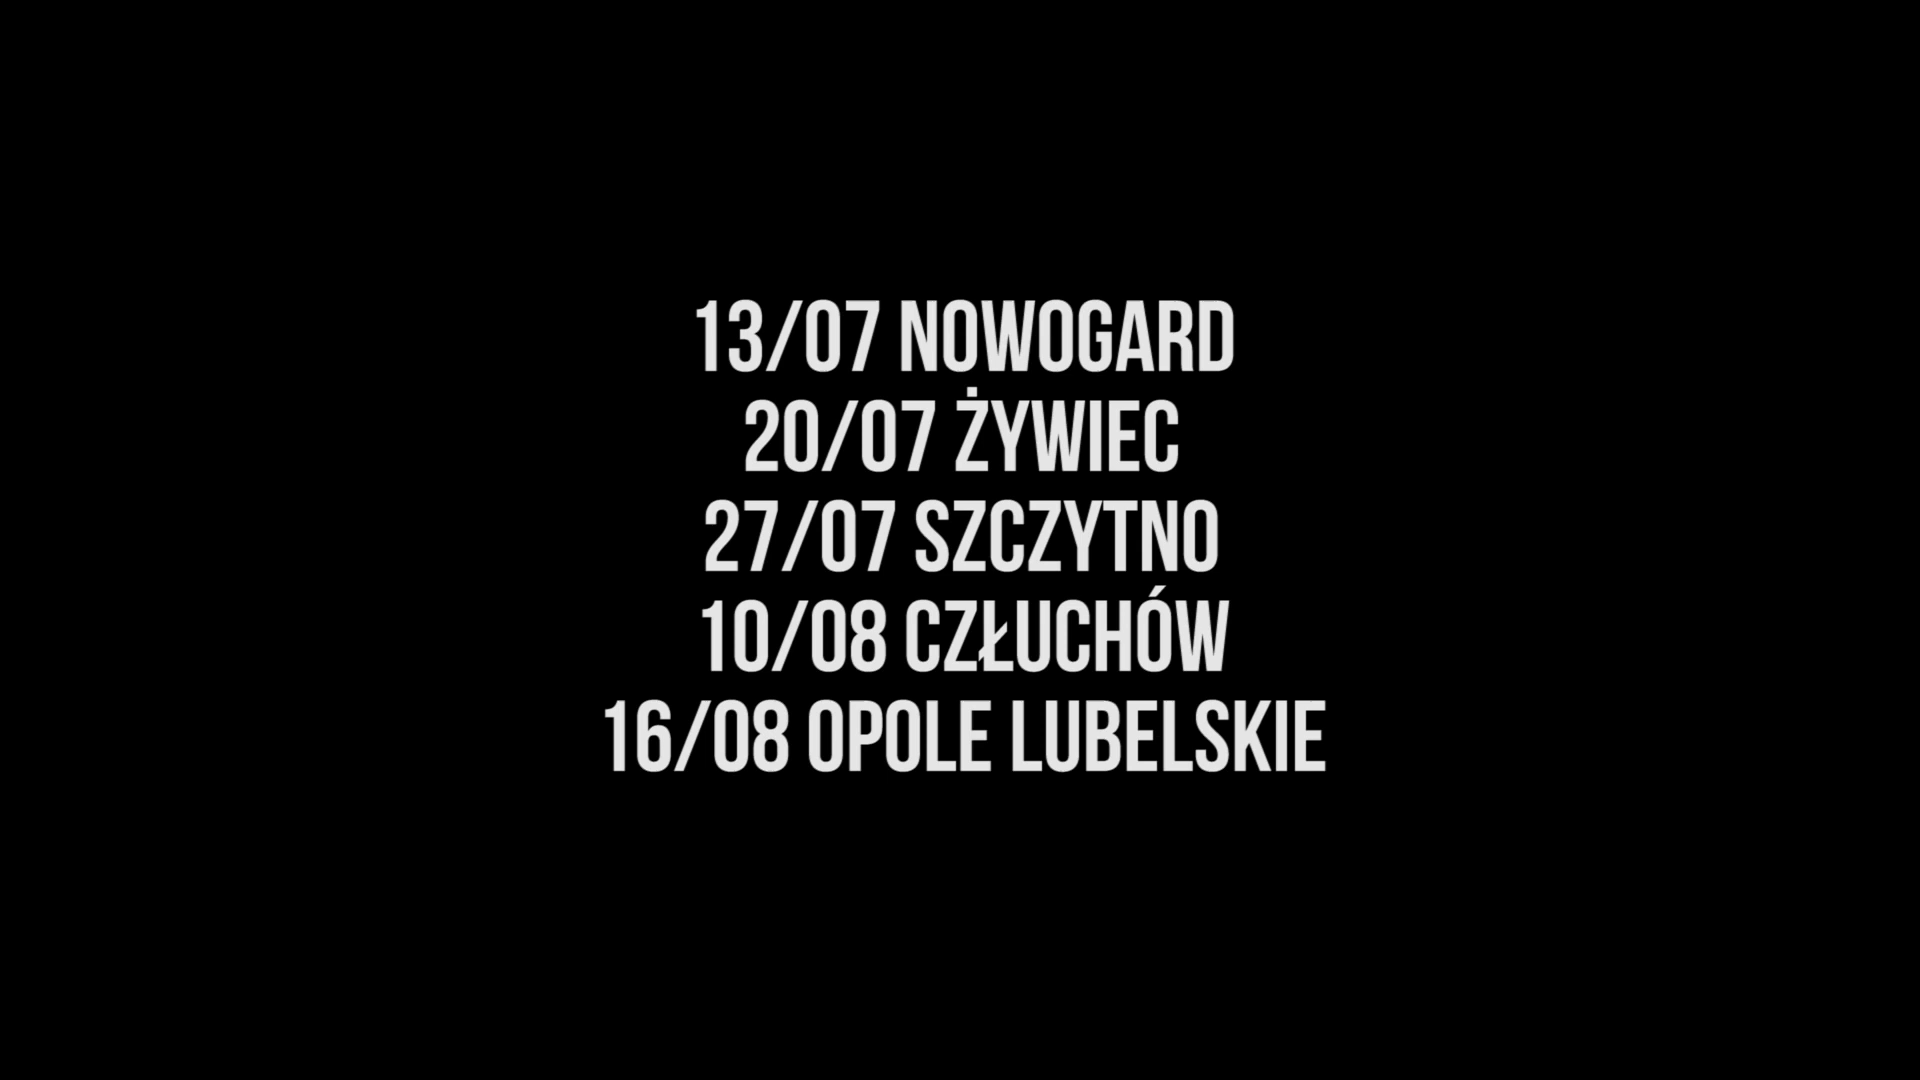 13/07 NOWOGARD
20/07 ŻYWIEC
27/07 SZCZYTNO
10/08 CZŁUCHÓW
16/08 OPOLE LUBELSKIE